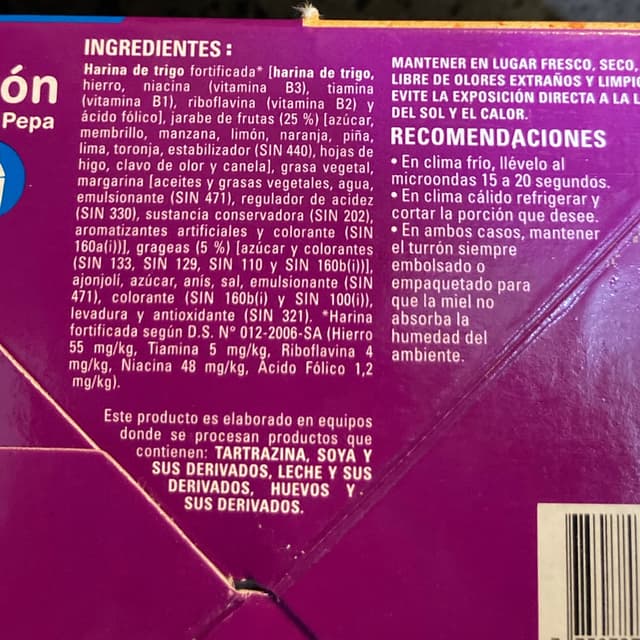 ón
Pepa
INGREDIENTES :
Harina de trigo fortificada* [harina de trigo,
hierro, niacina (vitamina B3), tiamina
(vitamina B1), riboflavina (vitamina B2) y
ácido fólico], jarabe de frutas (25 %) [azúcar,
membrillo, manzana, limón, naranja, piña,
lima, toronja, estabilizador (SIN 440), hojas de
higo, clavo de olor y canela], grasa vegetal,
margarina [aceites y grasas vegetales, agua,
emulsionante (SIN 471), regulador de acidez
(SIN 330), sustancia conservadora (SIN 202),
aromatizantes artificiales y colorante (SIN
160a(i))], grageas (5 %) [azúcar y colorantes
(SIN 133, SIN 129, SIN 110 y SIN 160b(i))],
ajonjolí, azúcar, anís, sal, emulsionante (SIN
471), colorante (SIN 160b(i) y SIN 100(i)),
levadura y antioxidante (SIN 321). *Harina
fortificada según D.S. N° 012-2006-SA (Hierro
55 mg/kg, Tiamina 5 mg/kg, Riboflavina 4
mg/kg, Niacina 48 mg/kg, Ácido Fólico 1,2
mg/kg).
Este producto es elaborado en equipos
donde se procesan productos que
contienen: TARTRAZINA, SOYA Y
SUS DERIVADOS, LECHE Y SUS
DERIVADOS, HUEVOS Y
SUS DERIVADOS.
MANTENER EN LUGAR FRESCO, SECO,
LIBRE DE OLORES EXTRAÑOS Y LIMPIO
EVITE LA EXPOSICIÓN DIRECTA A LA L
DEL SOL Y EL CALOR.
RECOMENDACIONES
• En clima frío, llévelo al
microondas 15 a 20 segundos.
• En clima cálido refrigerar y
cortar la porción que desee.
• En ambos casos, mantener
el turrón siempre
embolsado o
empaquetado para
que la miel no
absorba la
humedad del
ambiente.